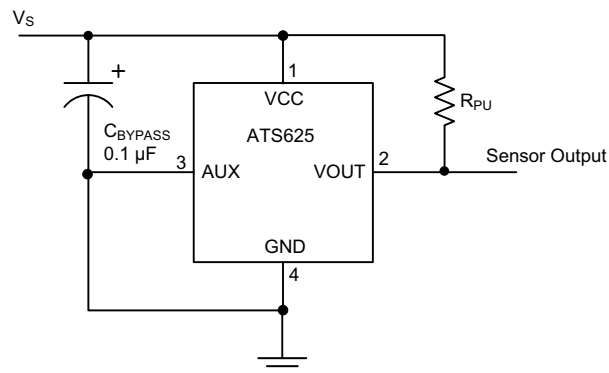 VS
+
1
VCC
RPU
CBYPASS
0.1 µF
ATS625
3
AUX
VOUT
2
Sensor Output
GND
4